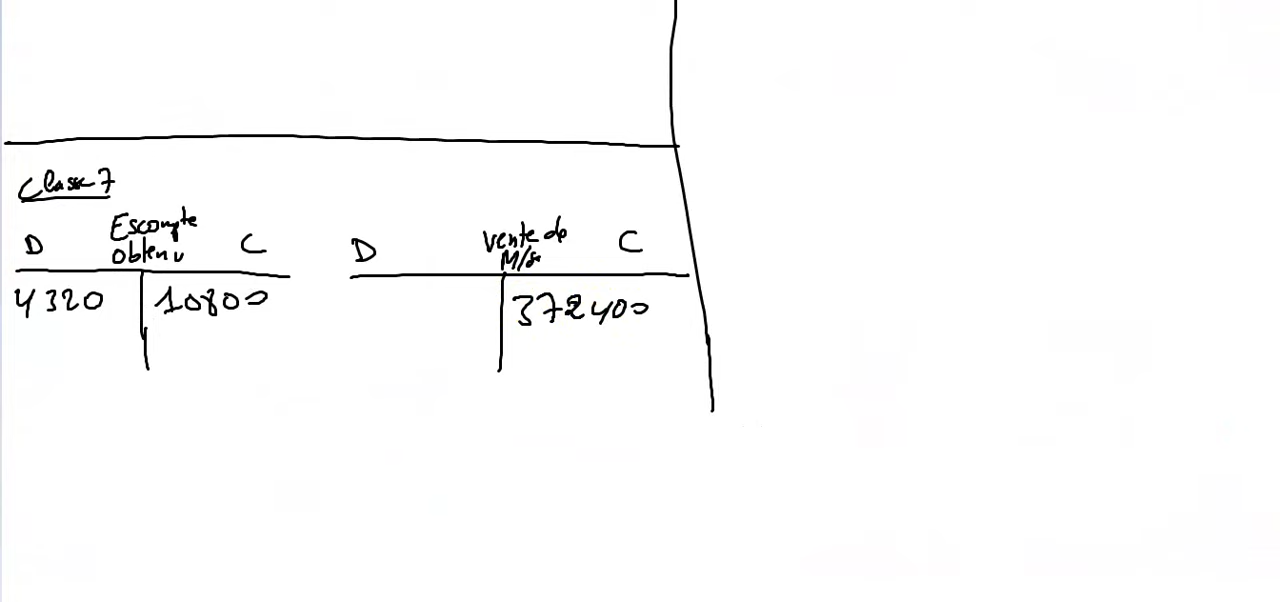 Classe 7
D Escompte C D vente de C
obtenu M/se
4320 10800 372400